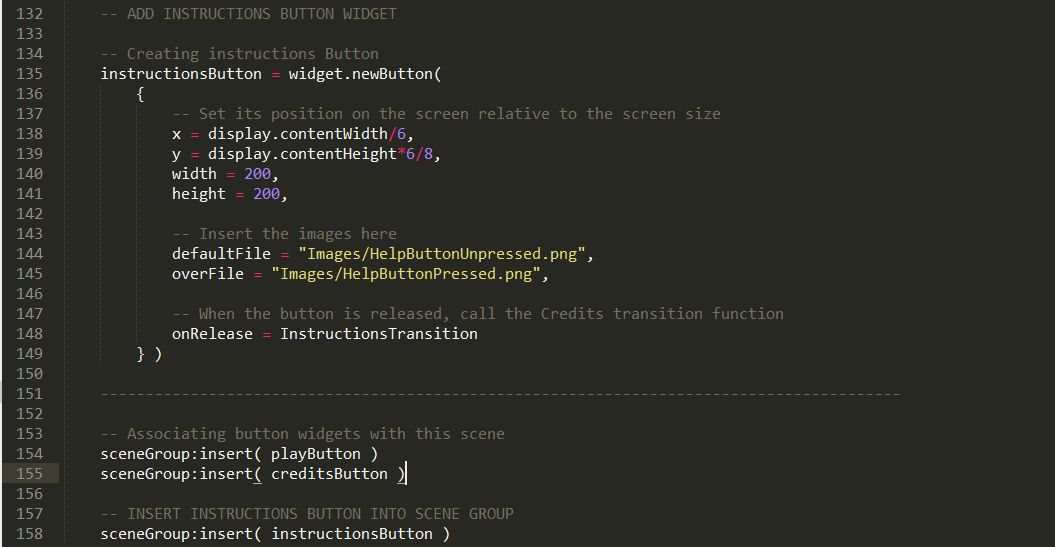 132 -- ADD INSTRUCTIONS BUTTON WIDGET
133
134 -- Creating instructions Button
135 instructionsButton = widget.newButton(
136 {
137 -- Set its position on the screen relative to the screen size
138 x = display.contentWidth/6,
139 y = display.contentHeight*6/8,
140 width = 200,
141 height = 200,
142
143 -- Insert the images here
144 defaultFile = "Images/HelpButtonUnpressed.png",
145 overFile = "Images/HelpButtonPressed.png",
146
147 -- When the button is released, call the Credits transition function
148 onRelease = InstructionsTransition
149 } )
150
151 -----------------------------------------------------------------------------------------
152
153 -- Associating button widgets with this scene
154 sceneGroup:insert( playButton )
155 sceneGroup:insert( creditsButton )
156
157 -- INSERT INSTRUCTIONS BUTTON INTO SCENE GROUP
158 sceneGroup:insert( instructionsButton )